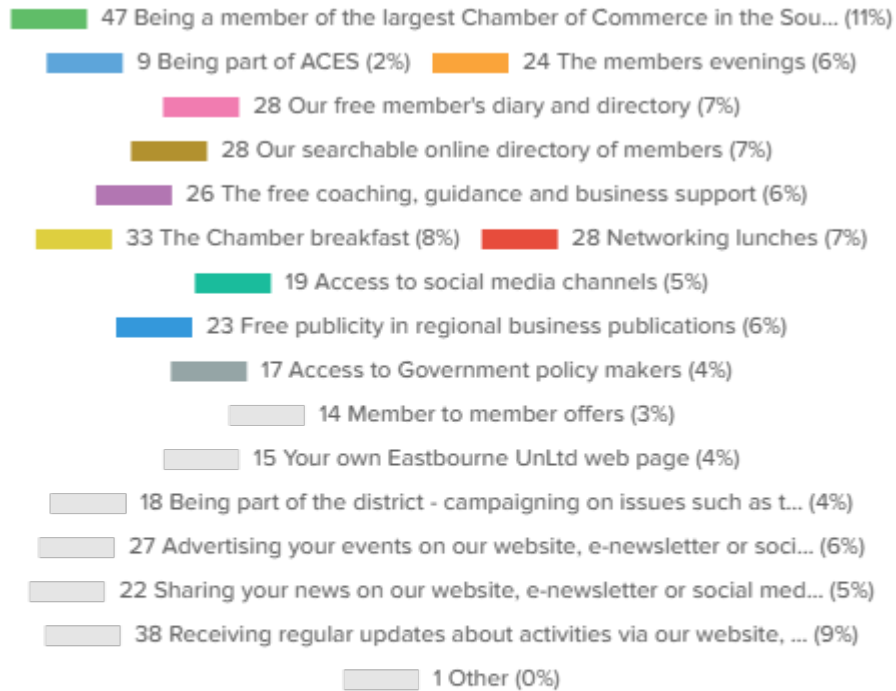 47 Being a member of the largest Chamber of Commerce in the Sou... (11%)
9 Being part of ACES (2%) 24 The members evenings (6%)
28 Our free member's diary and directory (7%)
28 Our searchable online directory of members (7%)
26 The free coaching, guidance and business support (6%)
33 The Chamber breakfast (8%) 28 Networking lunches (7%)
19 Access to social media channels (5%)
23 Free publicity in regional business publications (6%)
17 Access to Government policy makers (4%)
14 Member to member offers (3%)
15 Your own Eastbourne UnLtd web page (4%)
18 Being part of the district - campaigning on issues such as t... (4%)
27 Advertising your events on our website, e-newsletter or soci... (6%)
22 Sharing your news on our website, e-newsletter or social med... (5%)
38 Receiving regular updates about activities via our website, ... (9%)
1 Other (0%)